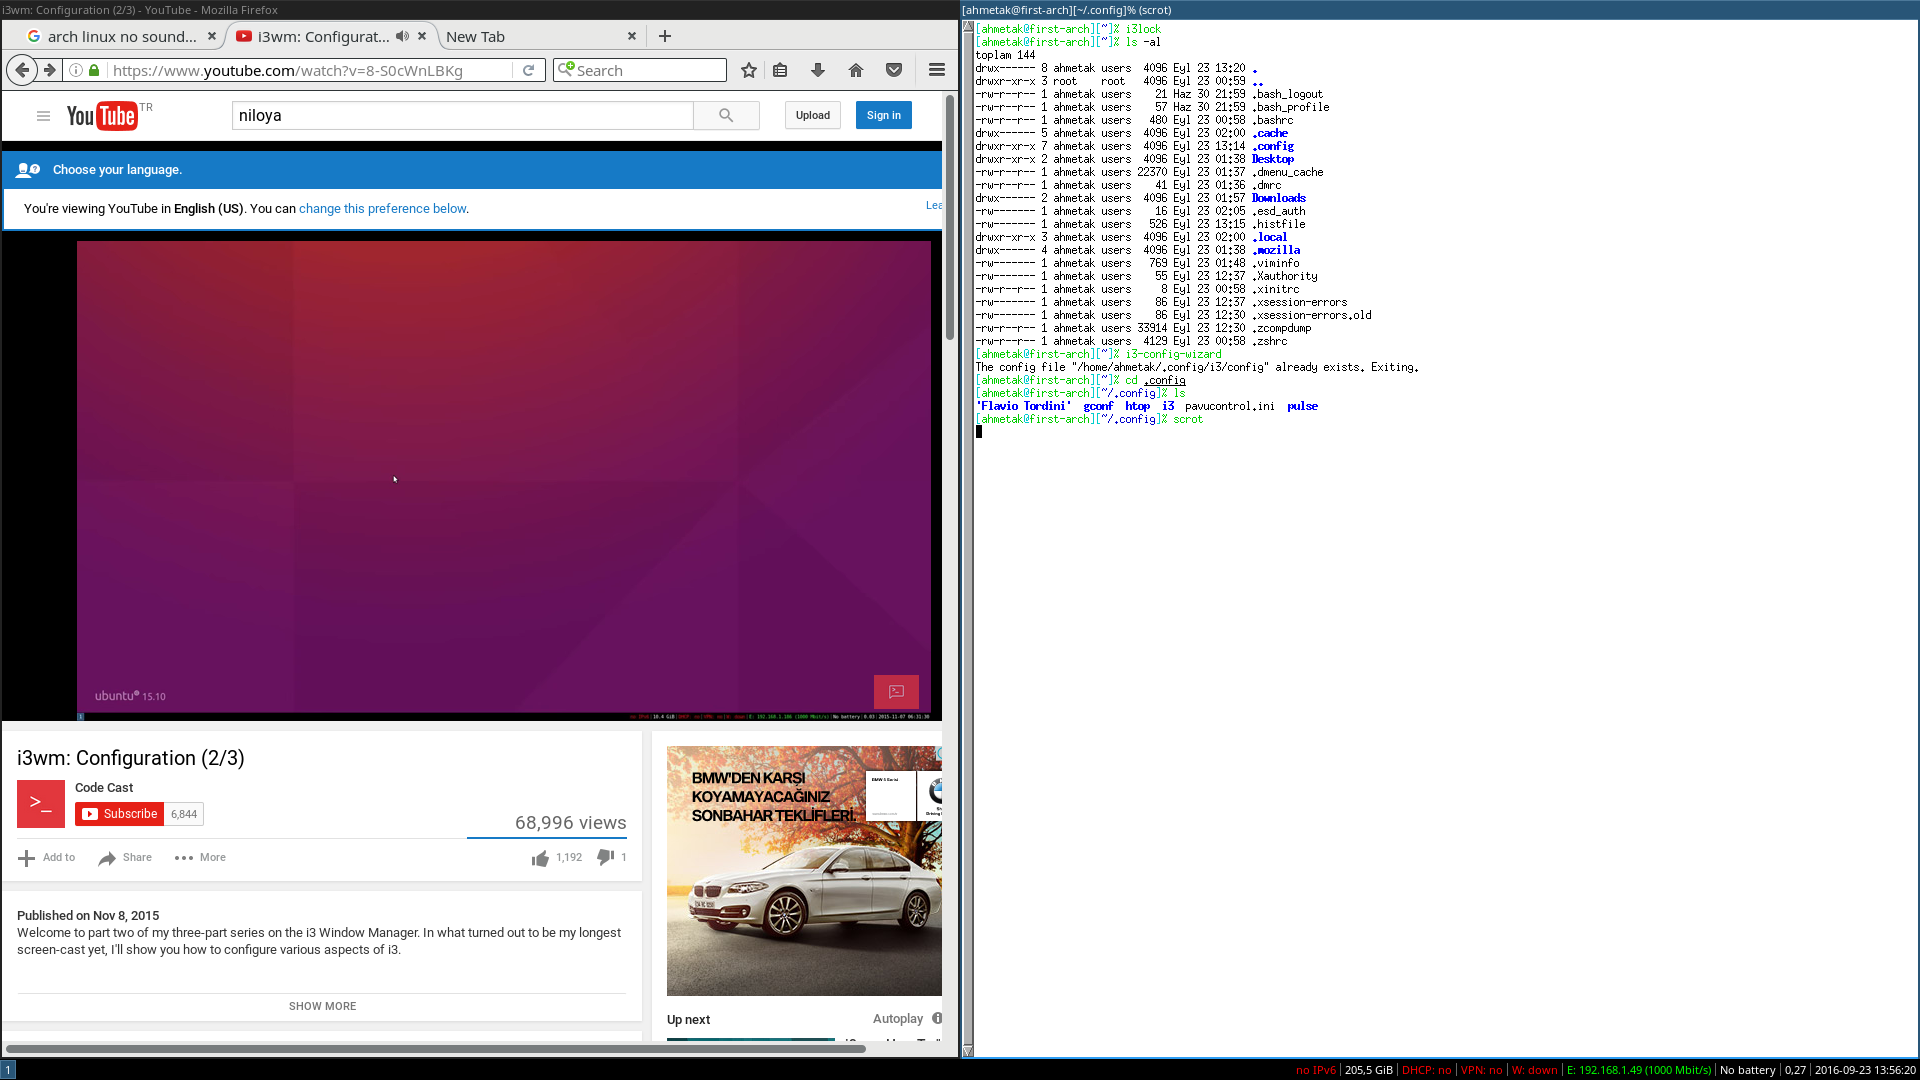 i3wm: Configuration (2/3) - YouTube - Mozilla Firefox
arch linux no sound...
i3wm: Configurat...
New Tab
https://www.youtube.com/watch?v=8-S0cWnLBKg
Search
YouTube TR
niloya
Upload
Sign in
Choose your language.
You're viewing YouTube in English (US). You can change this preference below.
Lea
ubuntu® 15.10
i3wm: Configuration (2/3)
>_
Code Cast
Subscribe 6,844
68,996 views
Add to Share More
1,192 1
Published on Nov 8, 2015
Welcome to part two of my three-part series on the i3 Window Manager. In what turned out to be my longest
screen-cast yet, I'll show you how to configure various aspects of i3.
SHOW MORE
BMW'DEN KARŞI
KOYAMAYACAĞINIZ
SONBAHAR TEKLİFLERİ.
BMW 5 Serisi
Up next
Autoplay
[ahmetak@first-arch][~/.config]% (scrot)
[ahmetak@first-arch][~]% i3lock
[ahmetak@first-arch][~]% ls -al
toplam 144
drwx------ 8 ahmetak users  4096 Eyl 23 13:20 .
drwxr-xr-x 3 root    root   4096 Eyl 23 00:59 ..
-rw-r--r-- 1 ahmetak users    21 Haz 30 21:59 .bash_logout
-rw-r--r-- 1 ahmetak users    57 Haz 30 21:59 .bash_profile
-rw-r--r-- 1 ahmetak users   480 Eyl 23 00:58 .bashrc
drwx------ 5 ahmetak users  4096 Eyl 23 02:00 .cache
drwxr-xr-x 7 ahmetak users  4096 Eyl 23 13:14 .config
drwxr-xr-x 2 ahmetak users  4096 Eyl 23 01:38 Desktop
-rw-r--r-- 1 ahmetak users 22370 Eyl 23 01:37 .dmenu_cache
-rw-r--r-- 1 ahmetak users    41 Eyl 23 01:36 .dmrc
drwx------ 2 ahmetak users  4096 Eyl 23 01:57 Downloads
-rw------- 1 ahmetak users    16 Eyl 23 02:05 .esd_auth
-rw------- 1 ahmetak users   526 Eyl 23 13:15 .histfile
drwxr-xr-x 3 ahmetak users  4096 Eyl 23 02:00 .local
drwx------ 4 ahmetak users  4096 Eyl 23 01:38 .mozilla
-rw------- 1 ahmetak users   769 Eyl 23 01:48 .viminfo
-rw------- 1 ahmetak users    55 Eyl 23 12:37 .Xauthority
-rw-r--r-- 1 ahmetak users     8 Eyl 23 00:58 .xinitrc
-rw------- 1 ahmetak users    86 Eyl 23 12:37 .xsession-errors
-rw------- 1 ahmetak users    86 Eyl 23 12:30 .xsession-errors.old
-rw-r--r-- 1 ahmetak users 33914 Eyl 23 12:30 .zcompdump
-rw-r--r-- 1 ahmetak users  4129 Eyl 23 00:58 .zshrc
[ahmetak@first-arch][~]% i3-config-wizard
The config file "/home/ahmetak/.config/i3/config" already exists. Exiting.
[ahmetak@first-arch][~]% cd .config
[ahmetak@first-arch][~/.config]% ls
'Flavio Tordini'  gconf  htop  i3  pavucontrol.ini  pulse
[ahmetak@first-arch][~/.config]% scrot
1
no IPv6 | 205,5 GiB | DHCP: no | VPN: no | W: down | E: 192.168.1.49 (1000 Mbit/s) | No battery | 0,27 | 2016-09-23 13:56:20